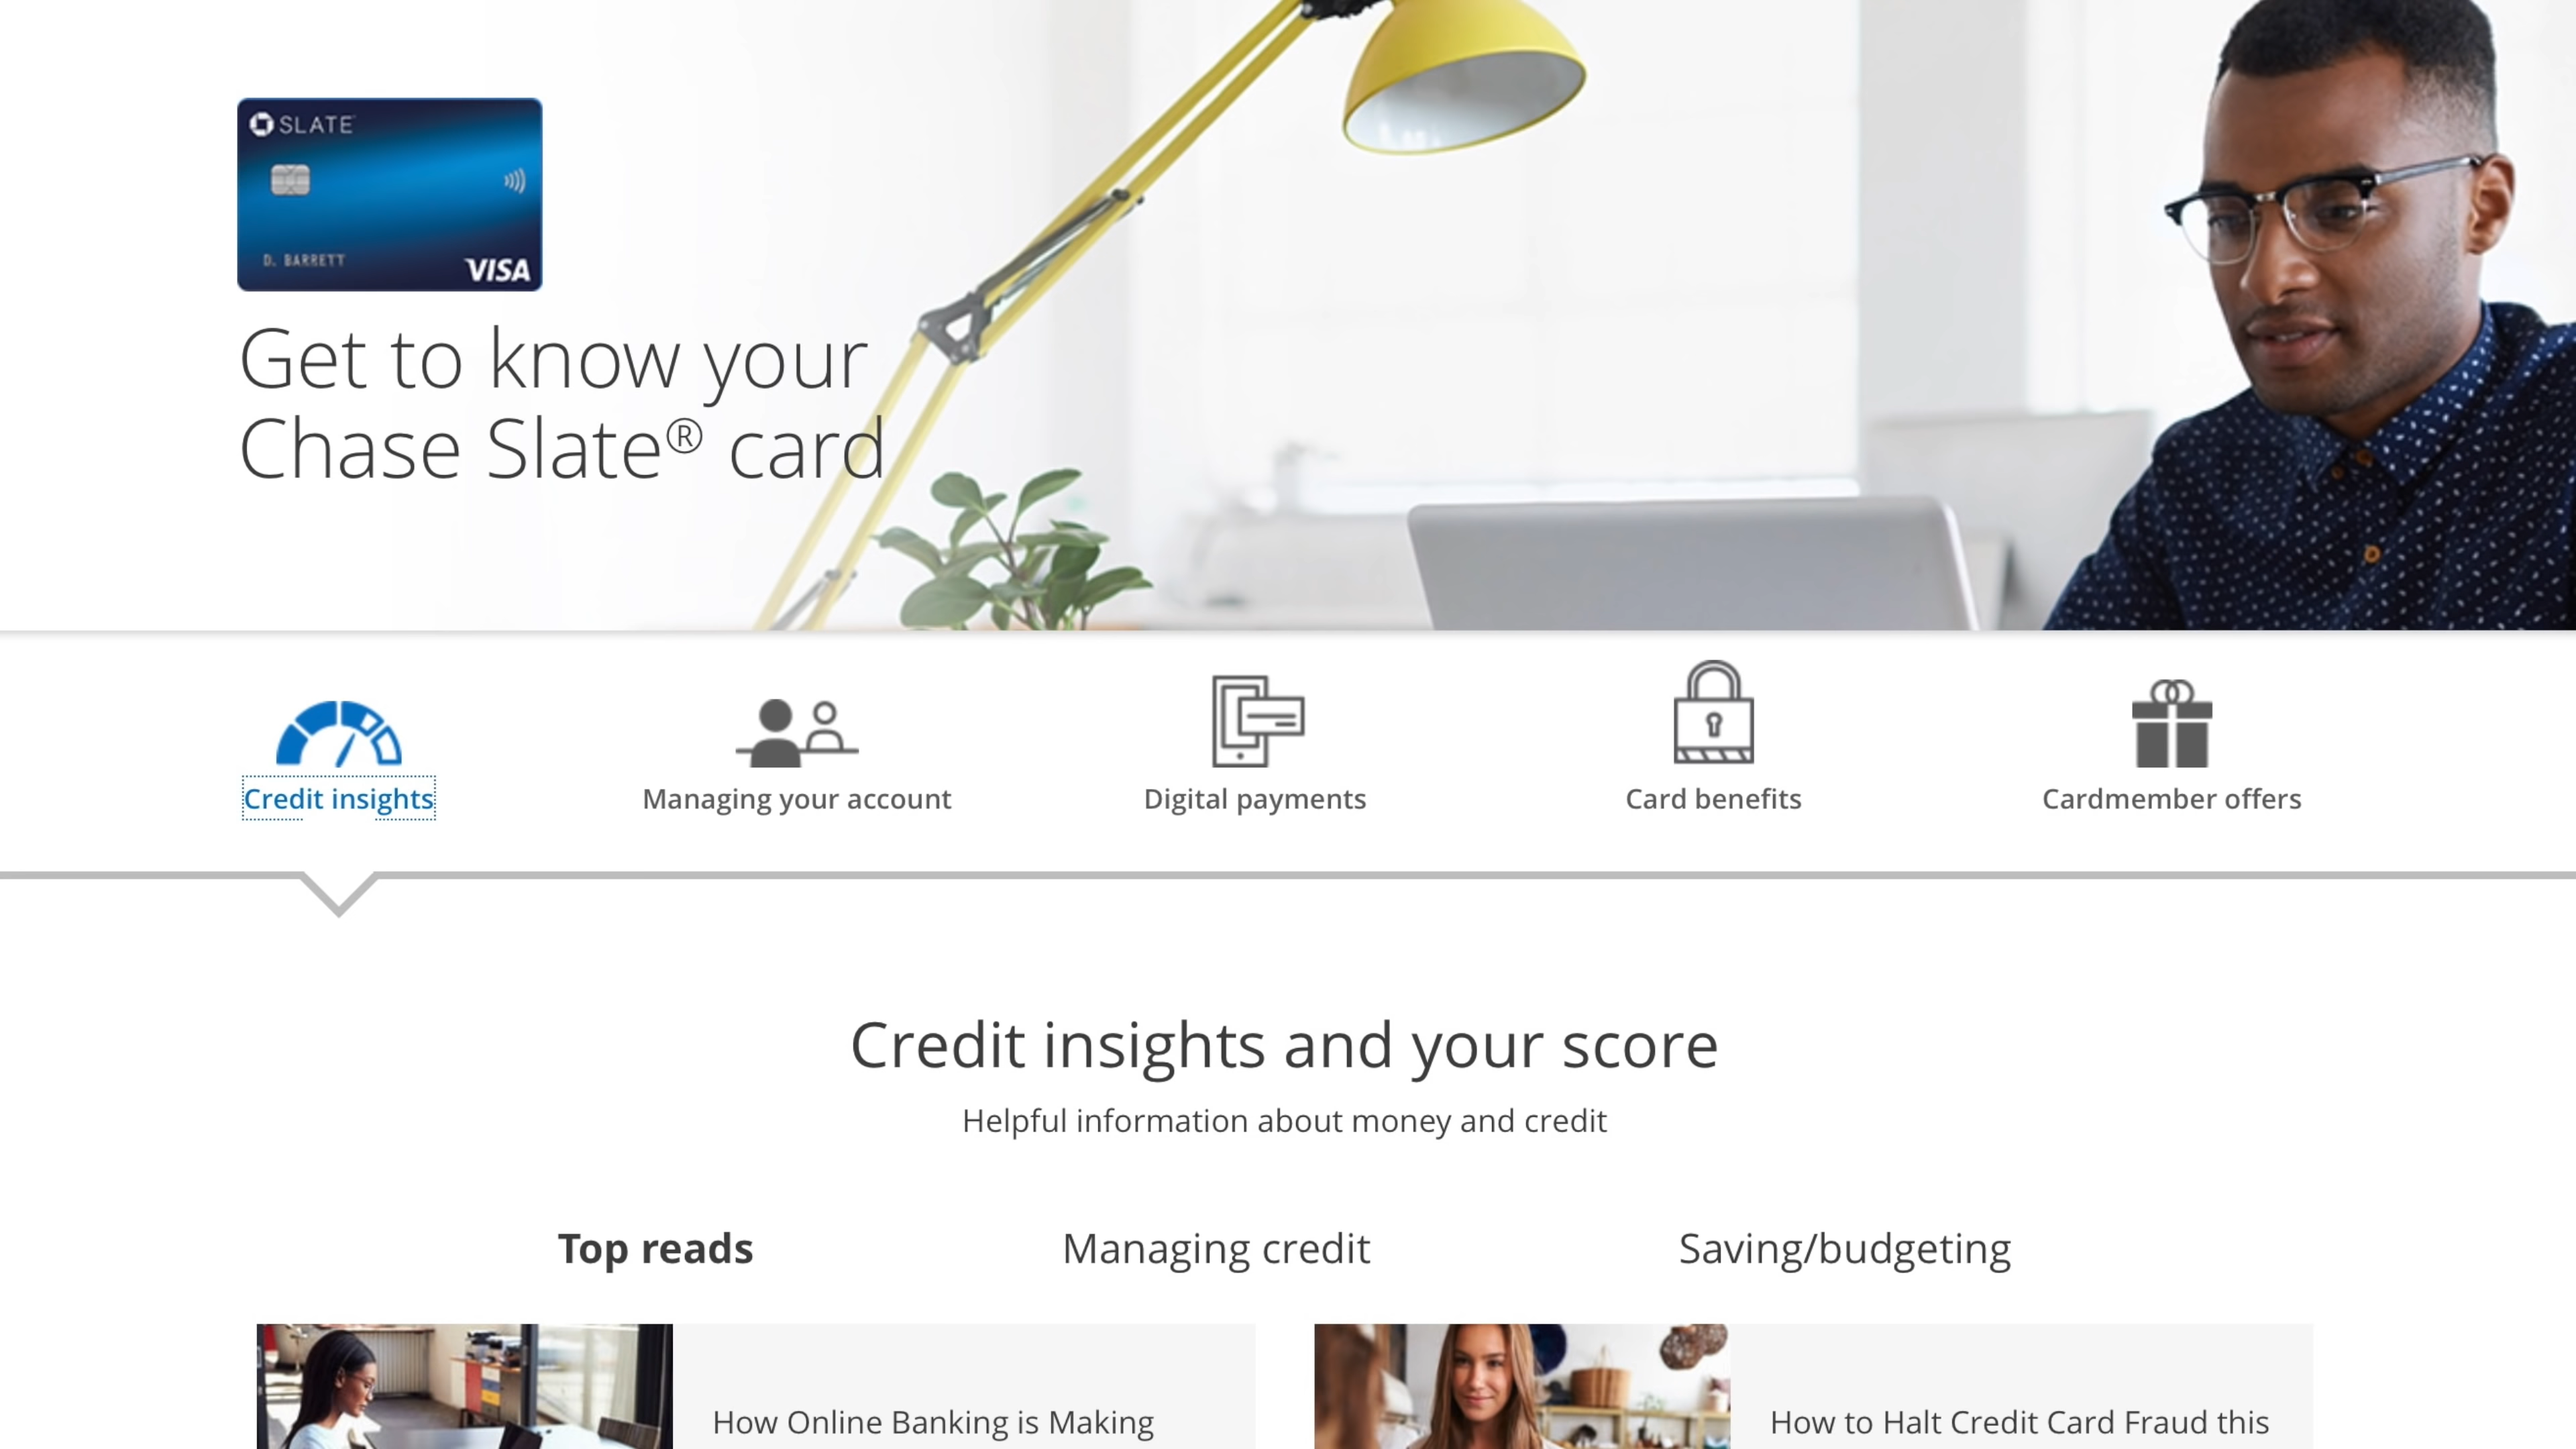 SLATE
D. BARRETT
VISA
Get to know your
Chase Slate® card
Credit insights
Managing your account
Digital payments
Card benefits
Cardmember offers
Credit insights and your score
Helpful information about money and credit
Top reads
Managing credit
Saving/budgeting
How Online Banking is Making
How to Halt Credit Card Fraud this